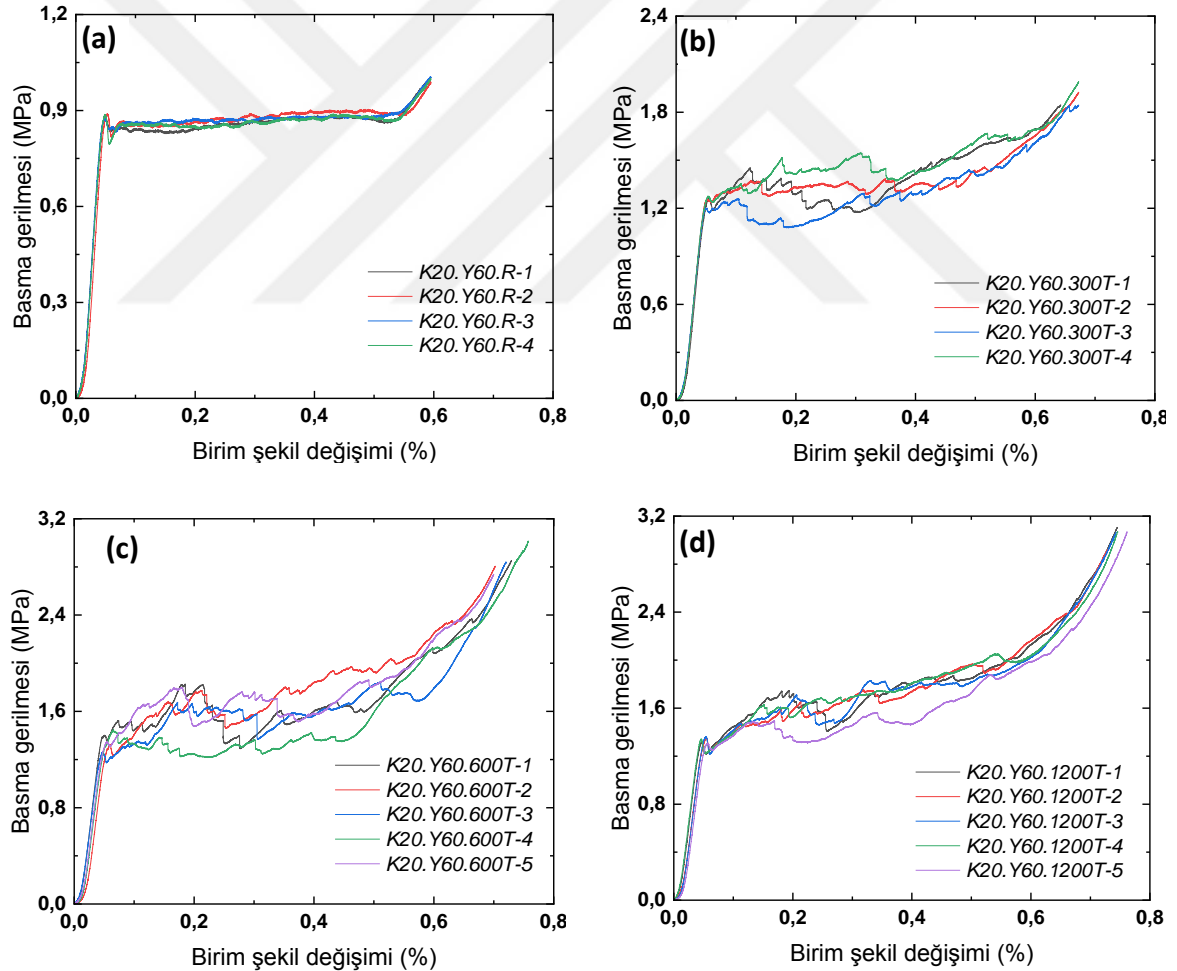 (a)
1,2
0,9
0,6
0,3
0,0
Basma gerilmesi (MPa)
K20.Y60.R-1
K20.Y60.R-2
K20.Y60.R-3
K20.Y60.R-4
0,0 0,2 0,4 0,6 0,8
Birim şekil değişimi (%)
(b)
2,4
1,8
1,2
0,6
0,0
Basma gerilmesi (MPa)
K20.Y60.300T-1
K20.Y60.300T-2
K20.Y60.300T-3
K20.Y60.300T-4
0,0 0,2 0,4 0,6 0,8
Birim şekil değişimi (%)
(c)
3,2
2,4
1,6
0,8
0,0
Basma gerilmesi (MPa)
K20.Y60.600T-1
K20.Y60.600T-2
K20.Y60.600T-3
K20.Y60.600T-4
K20.Y60.600T-5
0,0 0,2 0,4 0,6 0,8
Birim şekil değişimi (%)
(d)
3,2
2,4
1,6
0,8
0,0
Basma gerilmesi (MPa)
K20.Y60.1200T-1
K20.Y60.1200T-2
K20.Y60.1200T-3
K20.Y60.1200T-4
K20.Y60.1200T-5
0,0 0,2 0,4 0,6 0,8
Birim şekil değişimi (%)